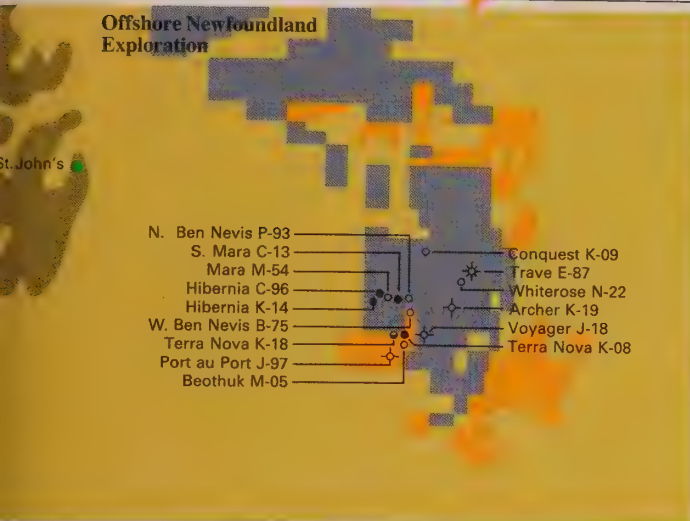 Offshore Newfoundland
Exploration
St. John's
N. Ben Nevis P-93
S. Mara C-13
Mara M-54
Hibernia C-96
Hibernia K-14
W. Ben Nevis B-75
Terra Nova K-18
Port au Port J-97
Beothuk M-05
Conquest K-09
Trave E-87
Whiterose N-22
Archer K-19
Voyager J-18
Terra Nova K-08